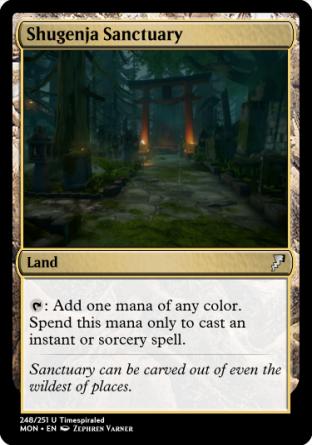 Shugenja Sanctuary
Land
: Add one mana of any color.
Spend this mana only to cast an
instant or sorcery spell.
Sanctuary can be carved out of even the
wildest of places.
248/251 U Timespiraled
MON • EN Zephren Varner